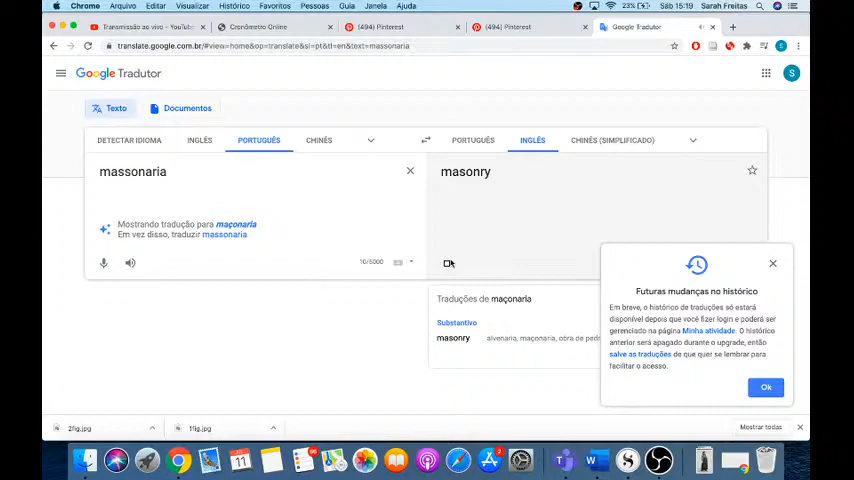 Chrome Arquivo Editar Visualizar Histórico Favoritos Pessoas Guia Janela Ajuda 23% Sáb 15:19 Sarah Freitas
Transmissão ao vivo - YouTube Cronômetro Online (494) Pinterest (494) Pinterest Google Tradutor
translate.google.com.br/#view=home&op=translate&sl=pt&tl=en&text=massonaria
Google Tradutor S
Texto Documentos
DETECTAR IDIOMA INGLÊS PORTUGUÊS CHINÊS PORTUGUÊS INGLÊS CHINÊS (SIMPLIFICADO)
massonaria masonry
Mostrando tradução para maçonaria
Em vez disso, traduzir massonaria
10/5000
Traduções de maçonaria
Substantivo
masonry alvenaria, maçonaria, obra de pedr
Futuras mudanças no histórico
Em breve, o histórico de traduções só estará
disponível depois que você fizer login e poderá ser
gerenciado na página Minha atividade. O histórico
anterior será apagado durante o upgrade, então
salve as traduções de que quer se lembrar para
facilitar o acesso.
Ok
2fig.jpg 1fig.jpg Mostrar todas